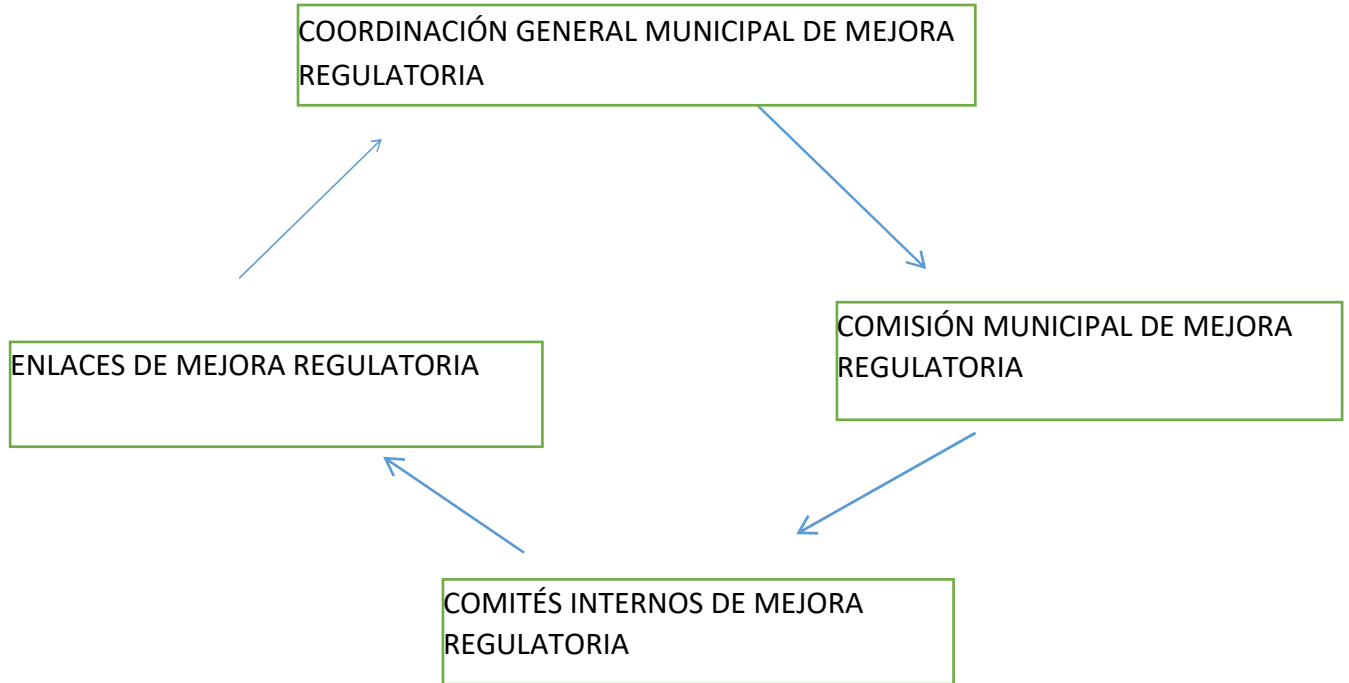 COORDINACIÓN GENERAL MUNICIPAL DE MEJORA
REGULATORIA
COMISIÓN MUNICIPAL DE MEJORA
REGULATORIA
ENLACES DE MEJORA REGULATORIA
COMITÉS INTERNOS DE MEJORA
REGULATORIA